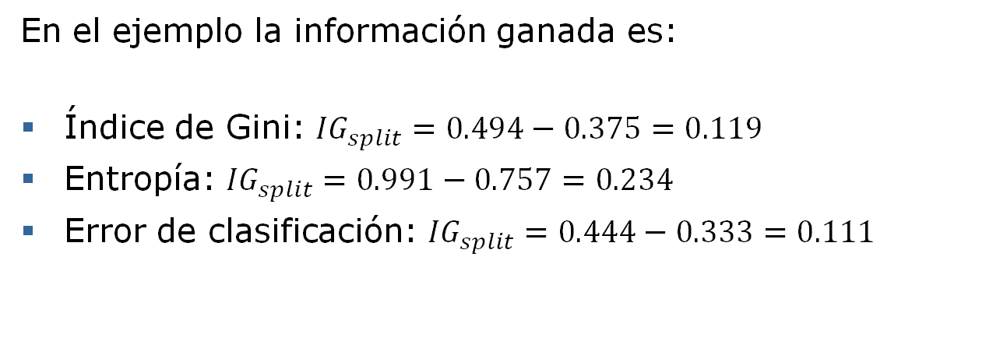 En el ejemplo la información ganada es:
▪ Índice de Gini: $IG_{split} = 0.494 - 0.375 = 0.119$
▪ Entropía: $IG_{split} = 0.991 - 0.757 = 0.234$
▪ Error de clasificación: $IG_{split} = 0.444 - 0.333 = 0.111$